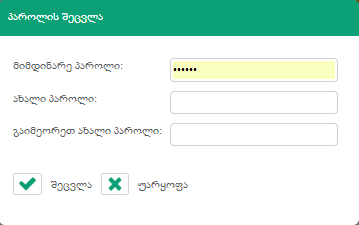 პაროლის შეცვლა
მიმდინარე პაროლი: ••••••
ახალი პაროლი:
გაიმეორეთ ახალი პაროლი:
შეცვლა უარყოფა